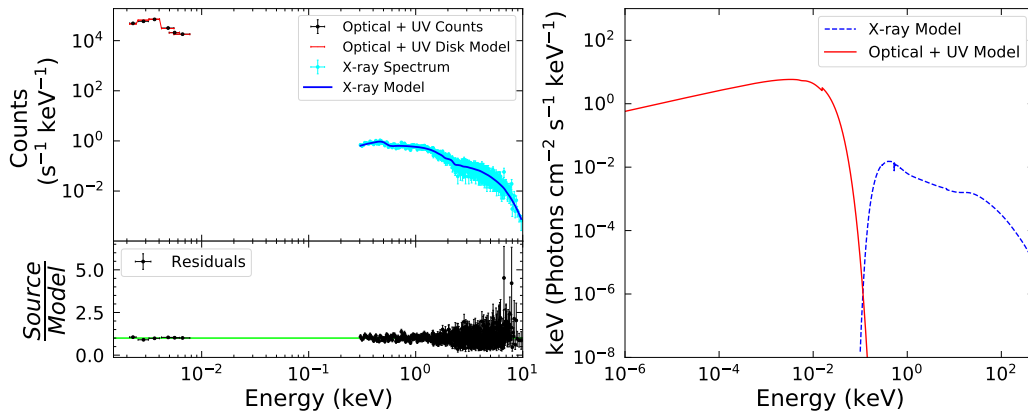 Counts
(s⁻¹ keV⁻¹)
10⁴
10⁰
10⁻²
Optical + UV Counts
Optical + UV Disk Model
X-ray Spectrum
X-ray Model
Source
Model
5.0
2.5
0.0
Residuals
10⁻² 10⁻¹ 10⁰ 10¹
Energy (keV)
keV (Photons cm⁻² s⁻¹ keV⁻¹)
10²
10⁰
10⁻²
10⁻⁴
10⁻⁶
10⁻⁸
X-ray Model
Optical + UV Model
10⁻⁶ 10⁻⁴ 10⁻² 10⁰ 10²
Energy (keV)